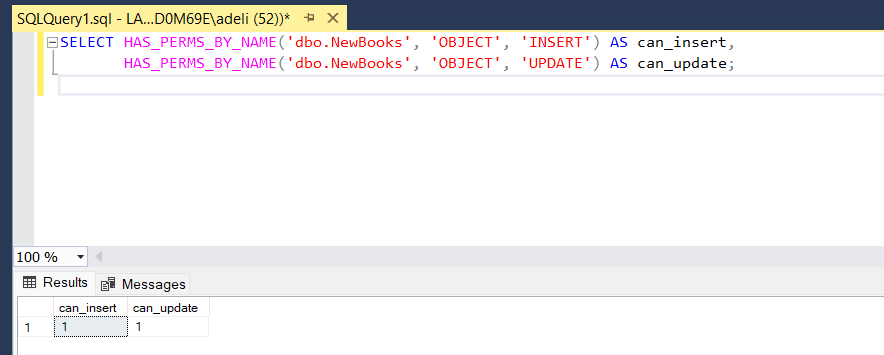 SQLQuery1.sql - LA...D0M69E\adeli (52))*
SELECT HAS_PERMS_BY_NAME('dbo.NewBooks', 'OBJECT', 'INSERT') AS can_insert,
HAS_PERMS_BY_NAME('dbo.NewBooks', 'OBJECT', 'UPDATE') AS can_update;
100 %
Results Messages
can_insert can_update
1 1 1